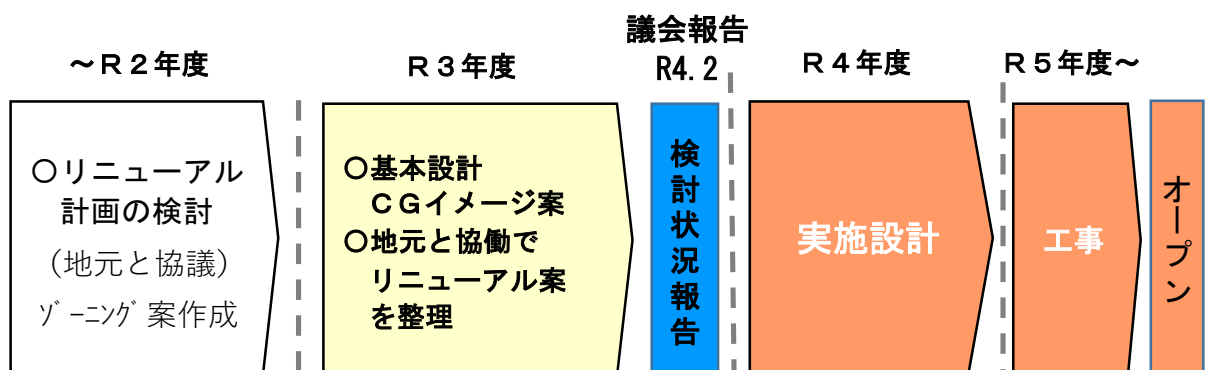 ～Ｒ２年度
Ｒ３年度
議会報告
R4.2
Ｒ４年度
Ｒ５年度～
〇リニューアル
計画の検討
（地元と協議）
ｿﾞｰﾆﾝｸﾞ案作成
〇基本設計
ＣＧイメージ案
〇地元と協働で
リニューアル案
を整理
検討状況報告
実施設計
工事
オープン